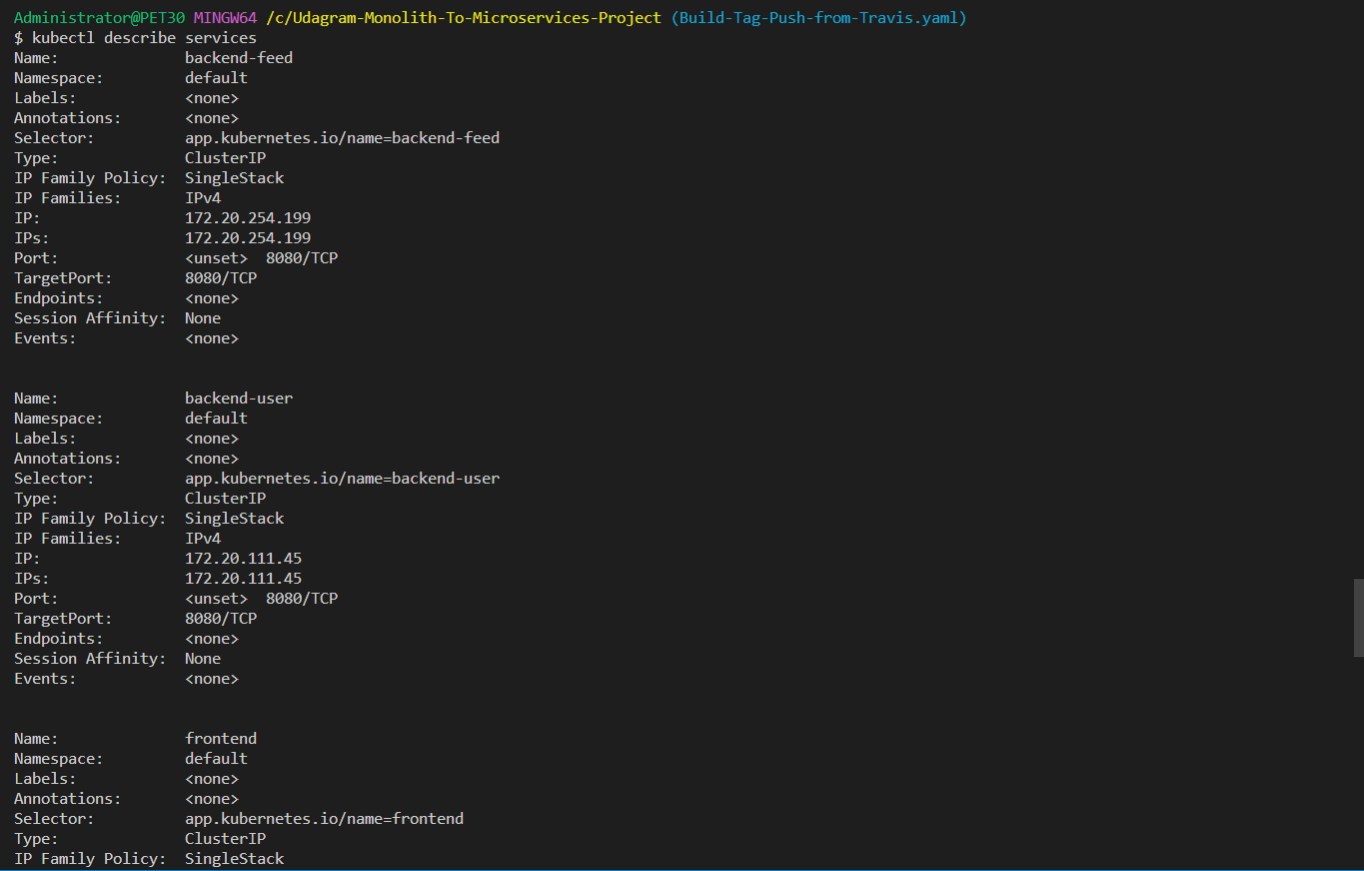 Administrator@PET30 MINGW64 /c/Udagram-Monolith-To-Microservices-Project (Build-Tag-Push-from-Travis.yaml)
$ kubectl describe services
Name:              backend-feed
Namespace:         default
Labels:            <none>
Annotations:       <none>
Selector:          app.kubernetes.io/name=backend-feed
Type:              ClusterIP
IP Family Policy:  SingleStack
IP Families:       IPv4
IP:                172.20.254.199
IPs:               172.20.254.199
Port:              <unset>  8080/TCP
TargetPort:        8080/TCP
Endpoints:         <none>
Session Affinity:  None
Events:            <none>
Name:              backend-user
Namespace:         default
Labels:            <none>
Annotations:       <none>
Selector:          app.kubernetes.io/name=backend-user
Type:              ClusterIP
IP Family Policy:  SingleStack
IP Families:       IPv4
IP:                172.20.111.45
IPs:               172.20.111.45
Port:              <unset>  8080/TCP
TargetPort:        8080/TCP
Endpoints:         <none>
Session Affinity:  None
Events:            <none>
Name:              frontend
Namespace:         default
Labels:            <none>
Annotations:       <none>
Selector:          app.kubernetes.io/name=frontend
Type:              ClusterIP
IP Family Policy:  SingleStack